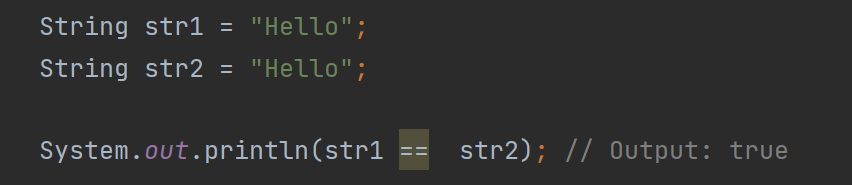 String str1 = "Hello";
String str2 = "Hello";
System.out.println(str1 ==  str2); // Output: true